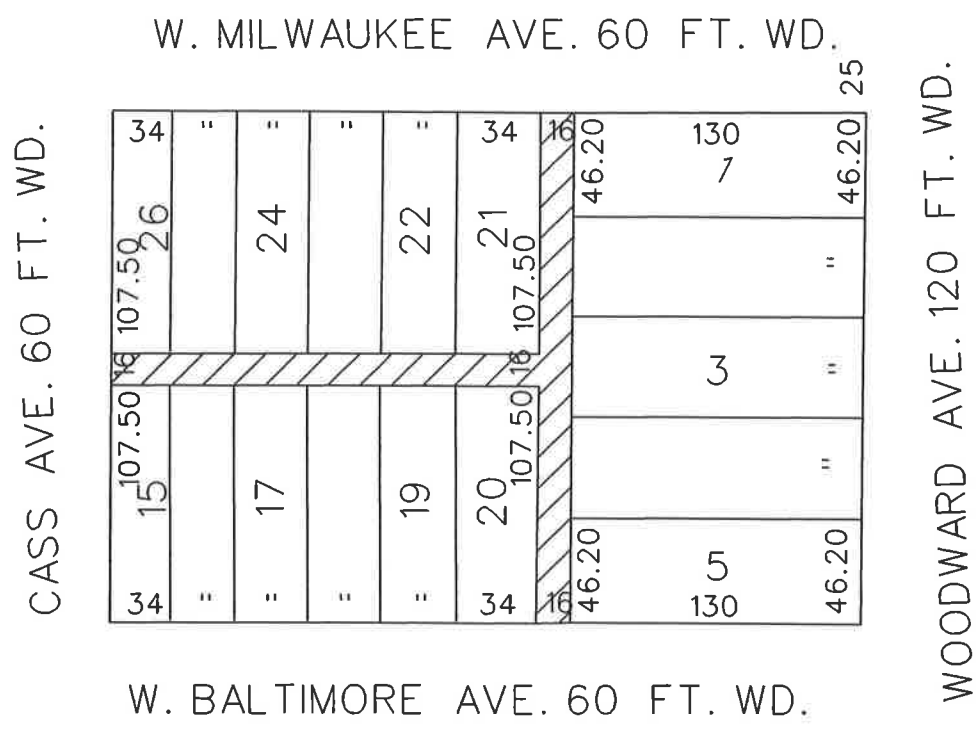 W. MILWAUKEE AVE. 60 FT. WD.
25
CASS AVE. 60 FT. WD.
WOODWARD AVE. 120 FT. WD.
34 " " " " 34 16 46.20 130 46.20
1
26 24 22 21
107.50 107.50
"
16 16
3 "
107.50 107.50
15 17 19 20
"
46.20 5 46.20
34 " " " " 34 16 130
W. BALTIMORE AVE. 60 FT. WD.